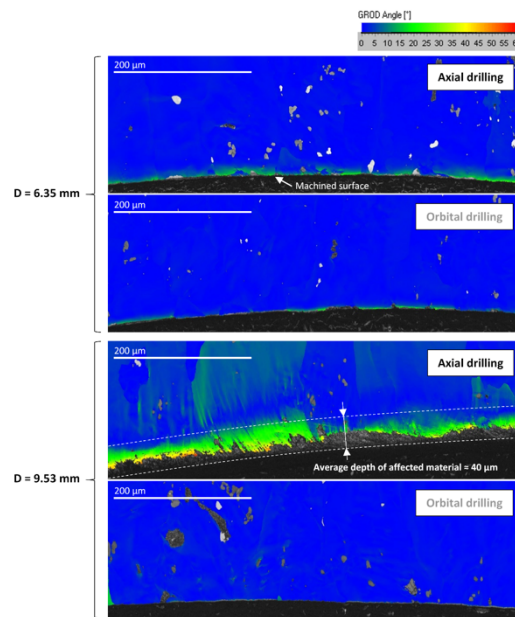 GROD Angle [°]
0 5 10 15 20 25 30 35 40 45 50 55
200 µm
Axial drilling
Machined surface
D = 6.35 mm
200 µm
Orbital drilling
200 µm
Axial drilling
Average depth of affected material = 40 µm
D = 9.53 mm
200 µm
Orbital drilling